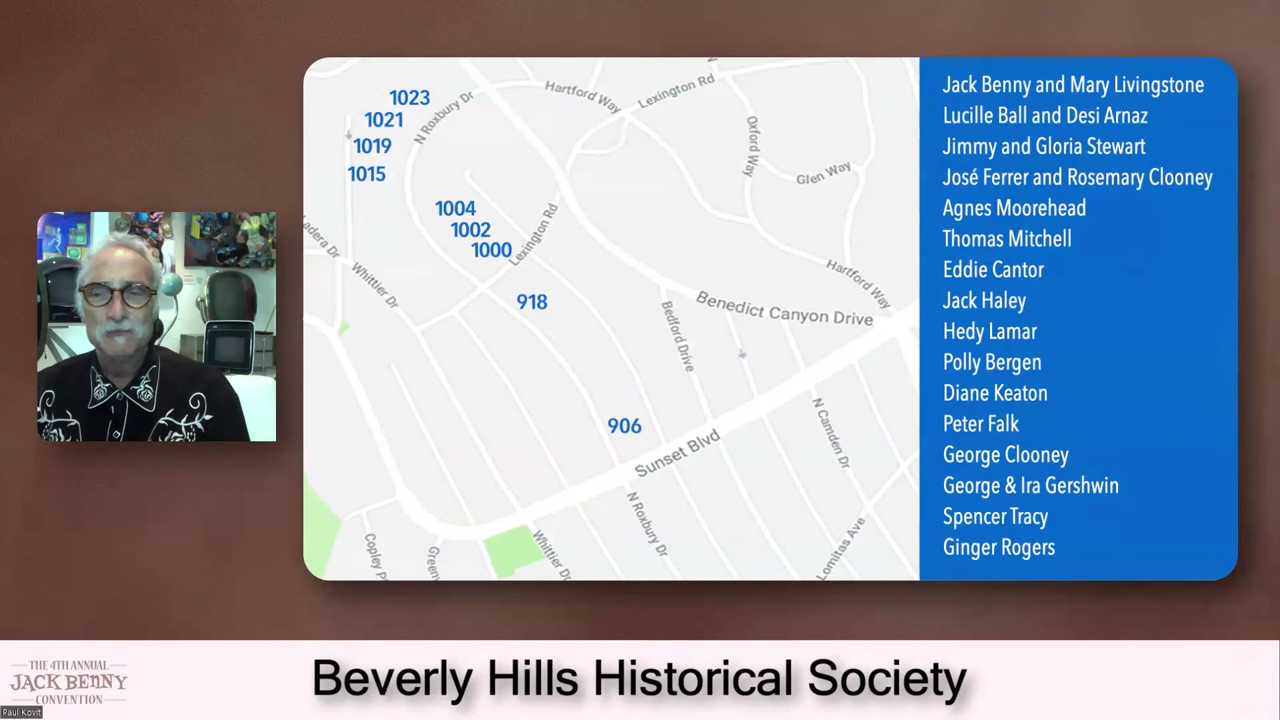 1023
1021
1019
1015
1004
1002
1000
918
906
N Roxbury Dr
Hartford Way
Lexington Rd
Oxford Way
Glen Way
Lexington Rd
Whittier Dr
Hartford Way
Benedict Canyon Drive
Bedford Drive
Sunset Blvd
N Camden Dr
N Roxbury Dr
Whittier Dr
Lomitas Ave
Copley
Jack Benny and Mary Livingstone
Lucille Ball and Desi Arnaz
Jimmy and Gloria Stewart
José Ferrer and Rosemary Clooney
Agnes Moorehead
Thomas Mitchell
Eddie Cantor
Jack Haley
Hedy Lamar
Polly Bergen
Diane Keaton
Peter Falk
George Clooney
George & Ira Gershwin
Spencer Tracy
Ginger Rogers
THE 4TH ANNUAL
JACK BENNY
CONVENTION
Paul Kovit
Beverly Hills Historical Society